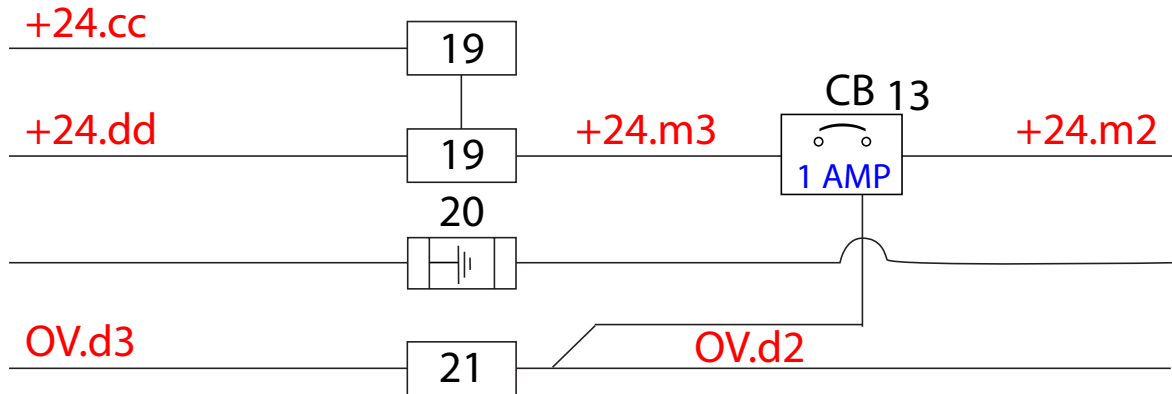 +24.cc
19
CB 13
+24.dd
19
+24.m3
+24.m2
1 AMP
20
OV.d3
21
OV.d2